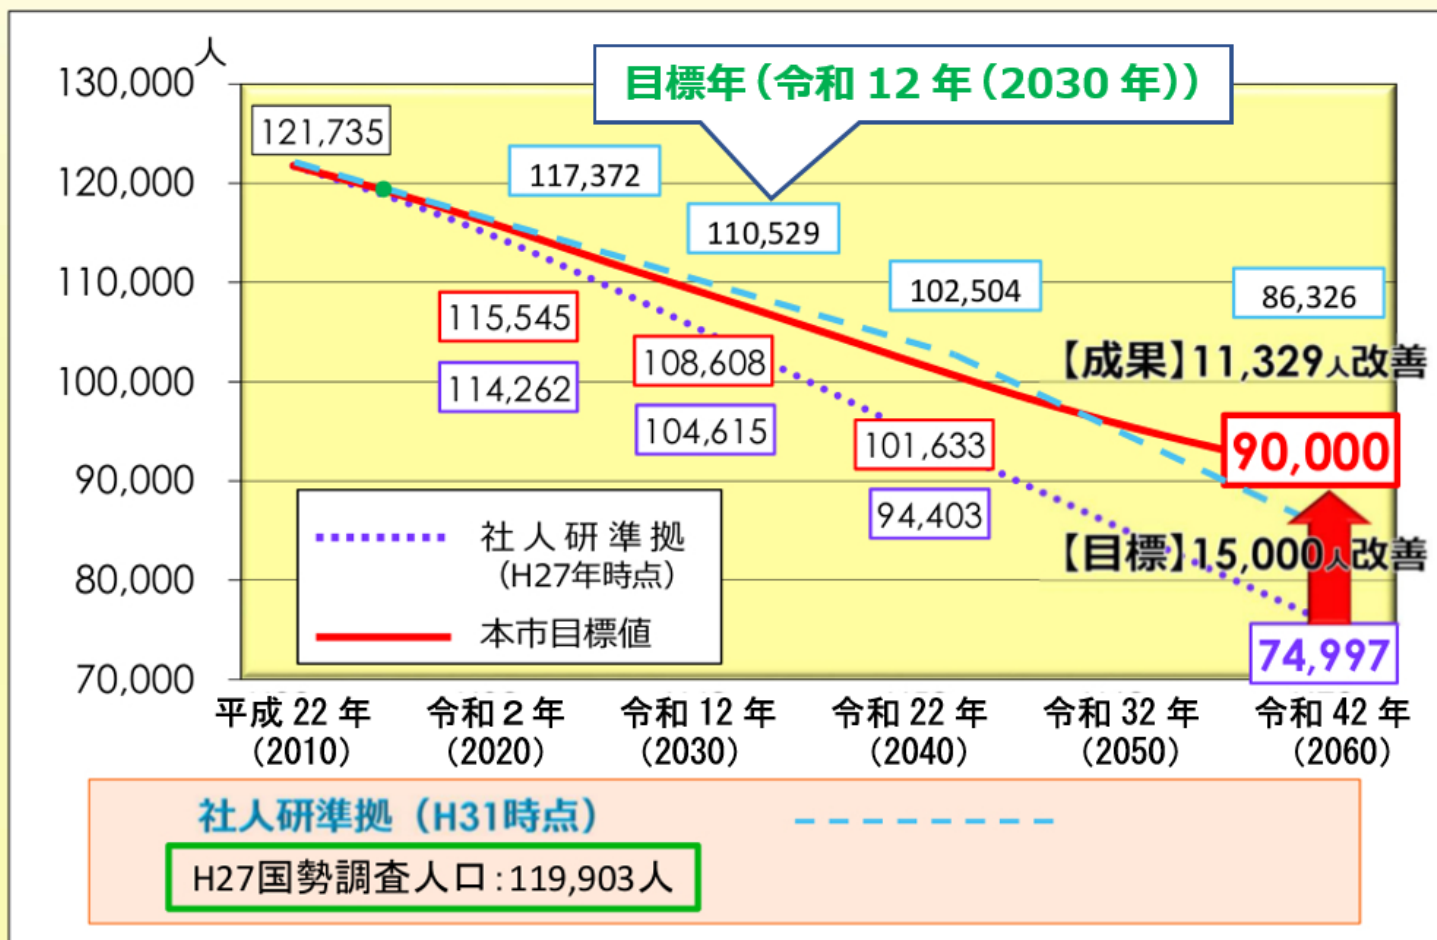 人
130,000
120,000
110,000
100,000
90,000
80,000
70,000
目標年（令和 12 年（2030 年））
121,735
117,372
110,529
102,504
86,326
115,545
108,608
101,633
90,000
114,262
104,615
94,403
74,997
【成果】11,329人改善
【目標】15,000人改善
社人研準拠
（H27年時点）
本市目標値
平成 22 年
（2010）
令和２年
（2020）
令和 12 年
（2030）
令和 22 年
（2040）
令和 32 年
（2050）
令和 42 年
（2060）
社人研準拠（H31時点）
H27国勢調査人口：119,903人